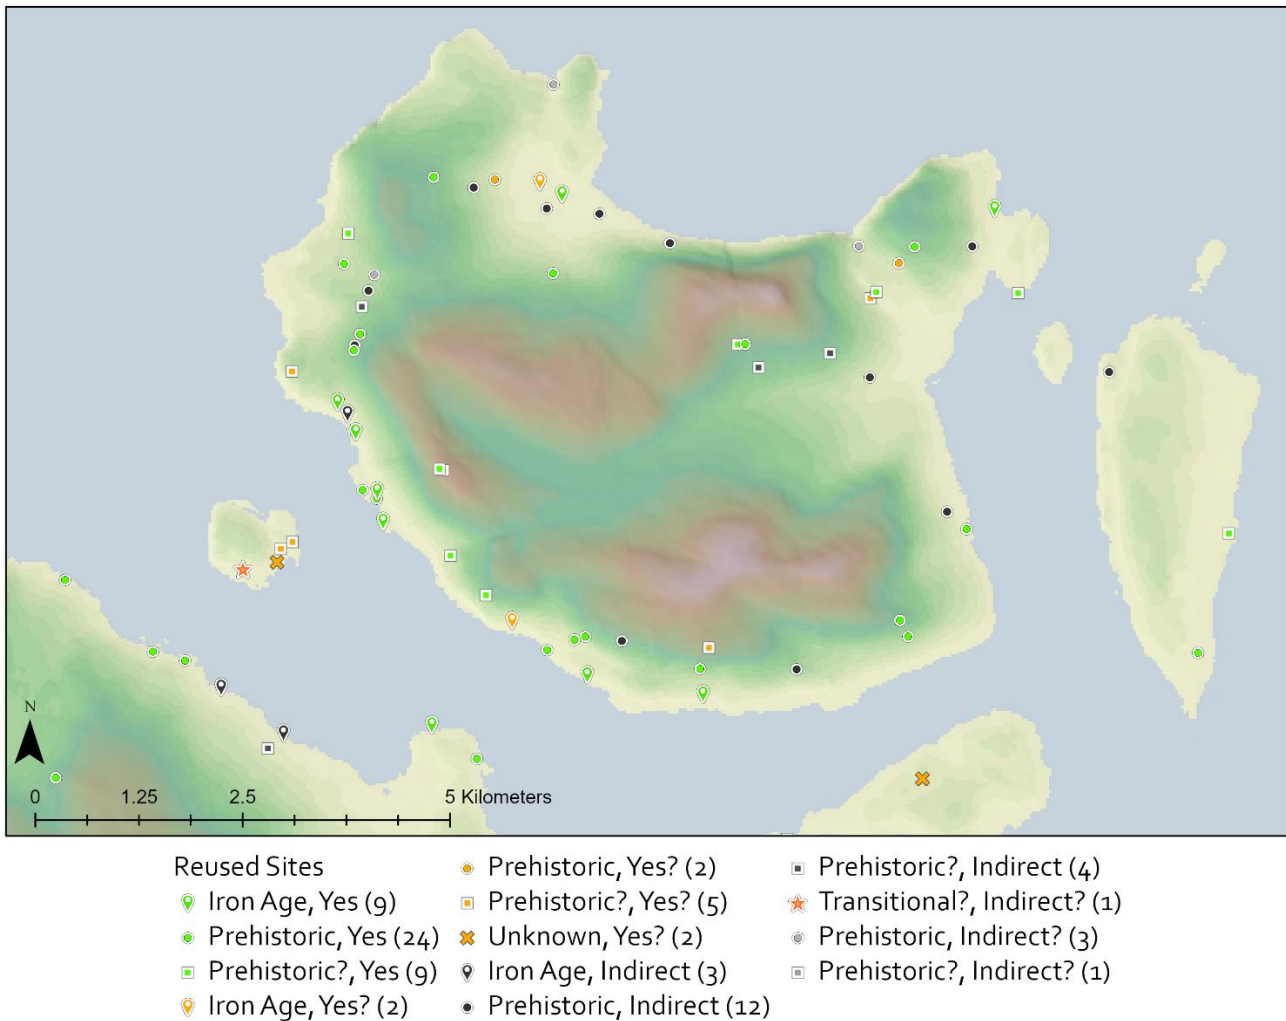 N
0 1.25 2.5 5 Kilometers
Reused Sites
Iron Age, Yes (9)
Prehistoric, Yes (24)
Prehistoric?, Yes (9)
Iron Age, Yes? (2)
Prehistoric, Yes? (2)
Prehistoric?, Yes? (5)
Unknown, Yes? (2)
Iron Age, Indirect (3)
Prehistoric, Indirect (12)
Prehistoric?, Indirect (4)
Transitional?, Indirect? (1)
Prehistoric, Indirect? (3)
Prehistoric?, Indirect? (1)